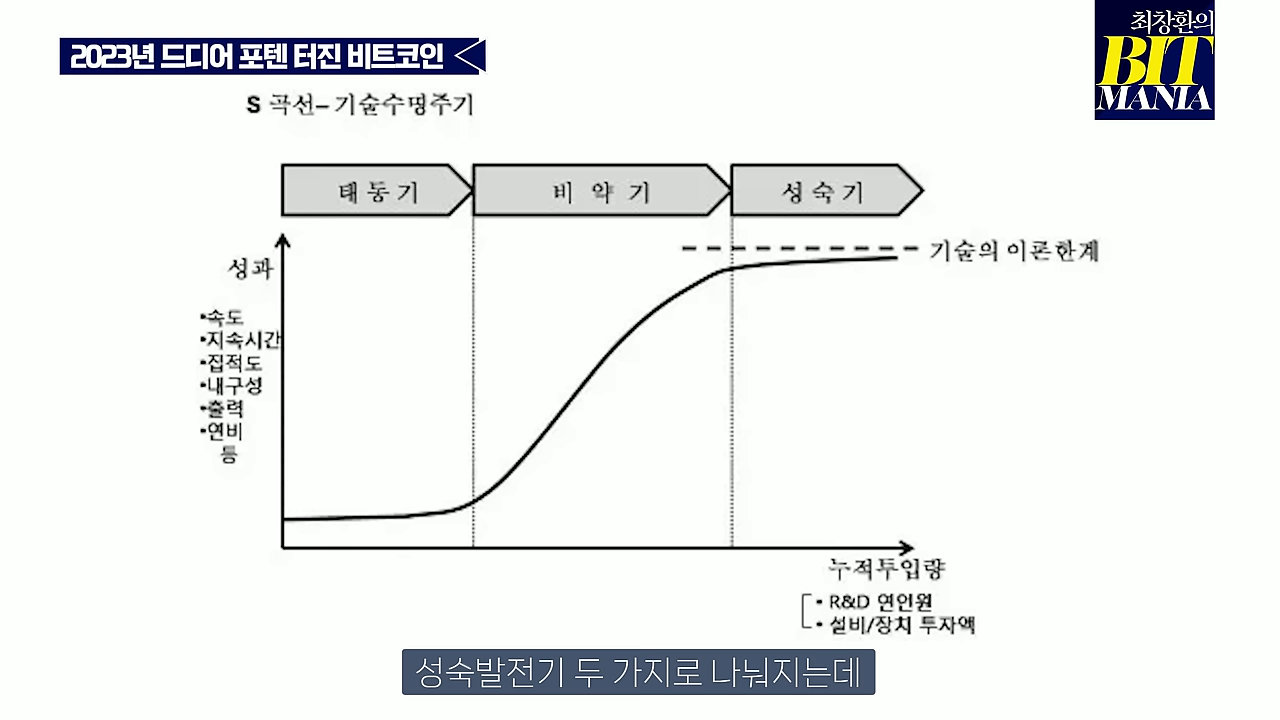 최창환의
BIT
MANIA
2023년 드디어 포텐 터진 비트코인
S 곡선– 기술수명주기
태 동 기
비 약 기
성 숙 기
기술의 이론한계
성과
•속도
•지속시간
•집적도
•내구성
•출력
•연비
등
누적투입량
• R&D 연인원
• 설비/장치 투자액
성숙발전기 두 가지로 나눠지는데